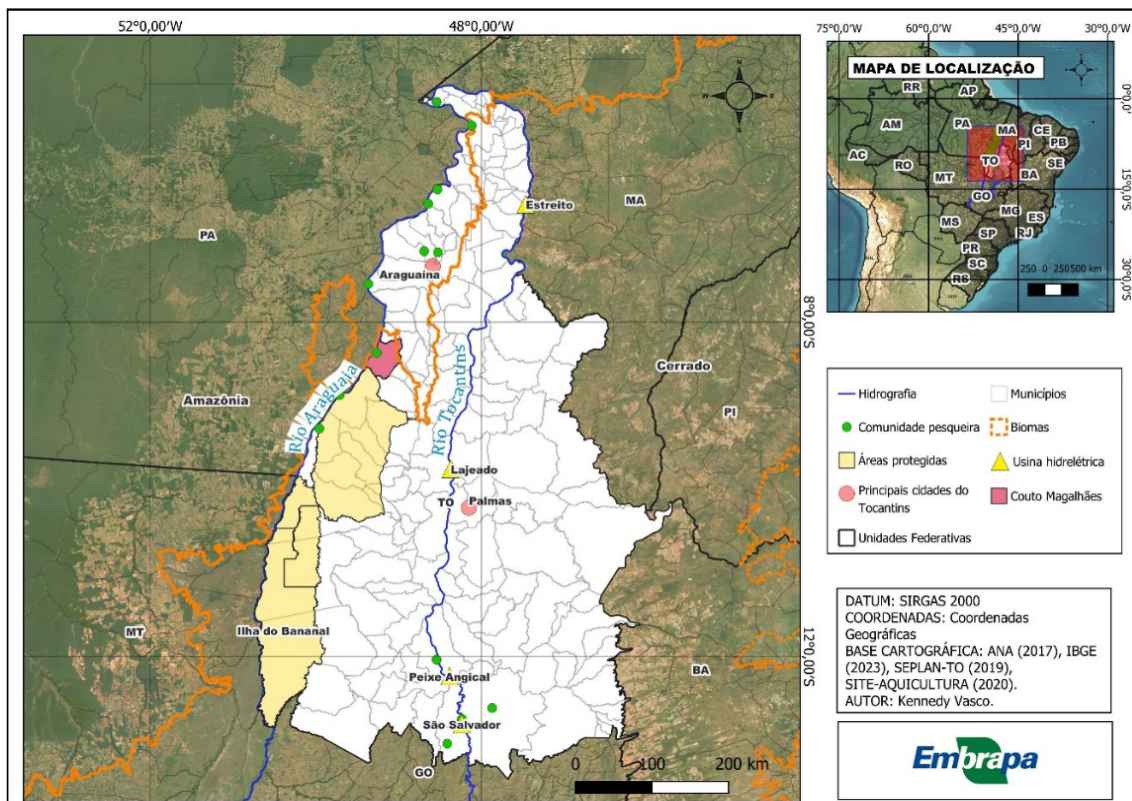 52°0,00'W
48°0,00'W
PA
MA
Estreito
Araguaína
8°0,00'S
Rio Araguaia
Rio Tocantins
Cerrado
Amazônia
PI
Lajeado
TO
Palmas
MT
Ilha do Bananal
12°0,00'S
Peixe Angical
BA
São Salvador
GO
0 100 200 km
75°0,00'W 60°0,00'W 45°0,00'W 30°0,00'W
MAPA DE LOCALIZAÇÃO
RR
AP
0°0,0'
AM
PA
MA
CE
PI
PB
AC
TO
SE
RO
BA
MT
15°0,0'S
GO
MG
MS
ES
SP
RJ
PR
SC
RS
250 0 250500 km
30°0,0'S
Hidrografia
Municípios
Comunidade pesqueira
Biomas
Áreas protegidas
Usina hidrelétrica
Principais cidades do
Tocantins
Couto Magalhães
Unidades Federativas
DATUM: SIRGAS 2000
COORDENADAS: Coordenadas
Geográficas
BASE CARTOGRÁFICA: ANA (2017), IBGE
(2023), SEPLAN-TO (2019),
SITE-AQUICULTURA (2020).
AUTOR: Kennedy Vasco.
Embrapa